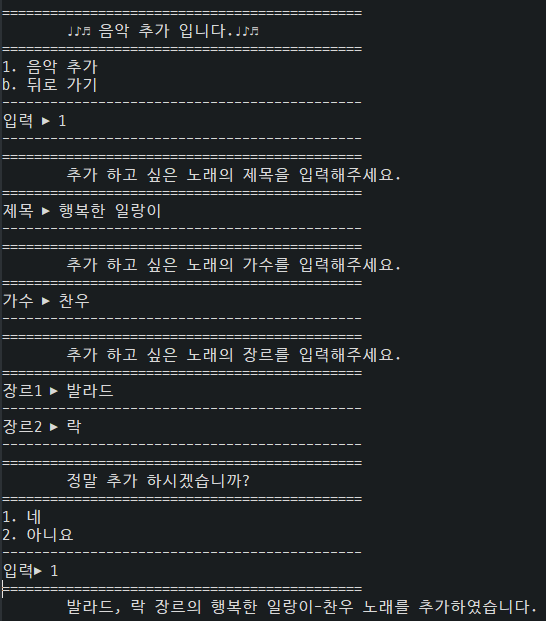 =============================================
♩♪♬ 음악 추가 입니다.♩♪♬
=============================================
1. 음악 추가
b. 뒤로 가기
---------------------------------------------
입력 ▶ 1
---------------------------------------------
=============================================
추가 하고 싶은 노래의 제목을 입력해주세요.
=============================================
제목 ▶ 행복한 일랑이
---------------------------------------------
=============================================
추가 하고 싶은 노래의 가수를 입력해주세요.
=============================================
가수 ▶ 찬우
---------------------------------------------
=============================================
추가 하고 싶은 노래의 장르를 입력해주세요.
=============================================
장르1 ▶ 발라드
---------------------------------------------
장르2 ▶ 락
---------------------------------------------
=============================================
정말 추가 하시겠습니까?
=============================================
1. 네
2. 아니요
---------------------------------------------
입력▶ 1
=============================================
발라드, 락 장르의 행복한 일랑이-찬우 노래를 추가하였습니다.